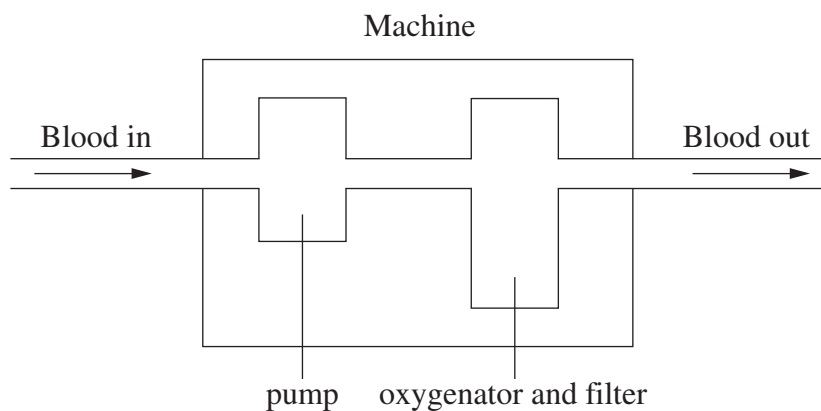 Machine
Blood in
Blood out
pump
oxygenator and filter